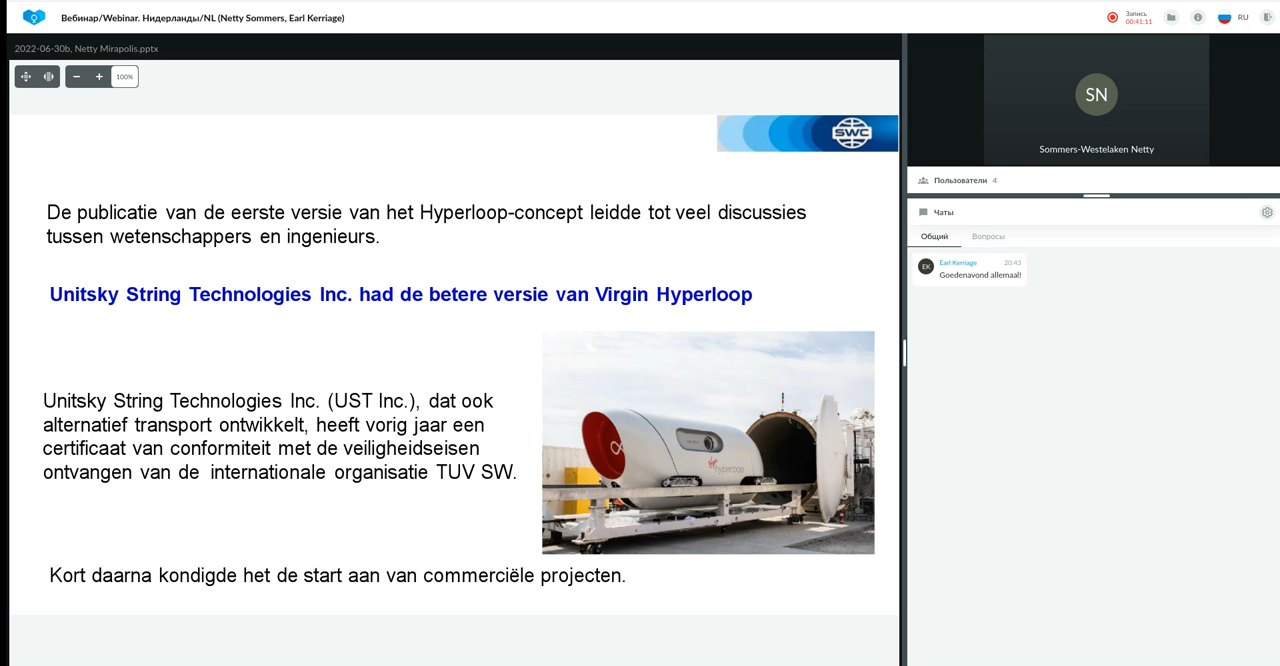 Вебинар/Webinar. Нидерланды/NL (Netty Sommers, Earl Kerriage)
Запись
00:41:11
RU
2022-06-30b, Netty Mirapolis.pptx
100%
SWC
De publicatie van de eerste versie van het Hyperloop-concept leidde tot veel discussies
tussen wetenschappers en ingenieurs.
Unitsky String Technologies Inc. had de betere versie van Virgin Hyperloop
Unitsky String Technologies Inc. (UST Inc.), dat ook
alternatief transport ontwikkelt, heeft vorig jaar een
certificaat van conformiteit met de veiligheidseisen
ontvangen van de internationale organisatie TUV SW.
hyperloop
Kort daarna kondigde het de start aan van commerciële projecten.
SN
Sommers-Westelaken Netty
Пользователи 4
Чаты
Общий Вопросы
EK
Earl Kerriage 20:43
Goedenavond allemaal!